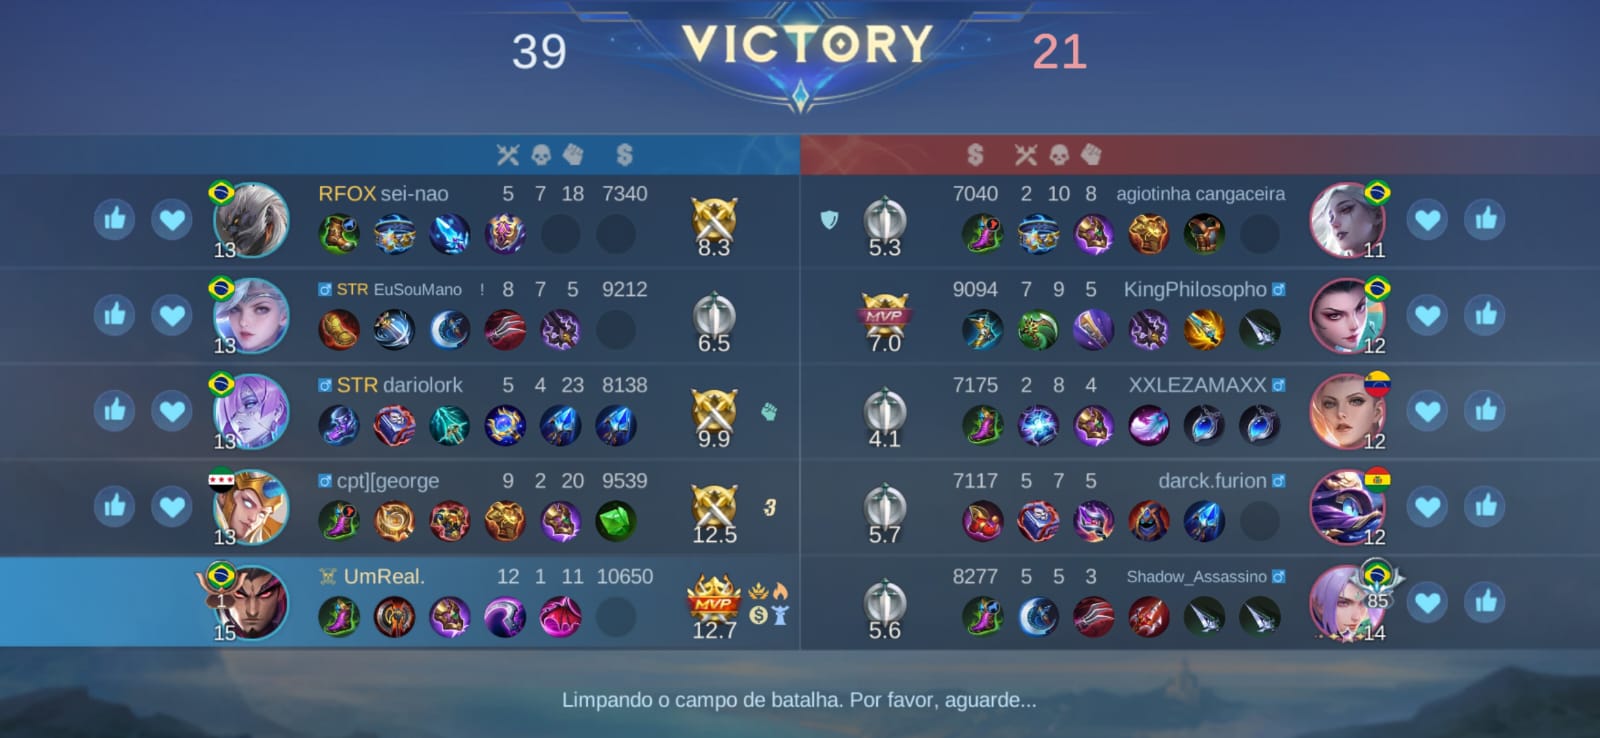 39 VICTORY 21
RFOX sei-nao 5 7 18 7340
13 8.3
7040 2 10 8 agiotinha cangaceira
5.3 11
STR EuSouMano ! 8 7 5 9212
13 6.5
9094 7 9 5 KingPhilosopho
MVP
7.0 12
STR dariolork 5 4 23 8138
13 9.9
7175 2 8 4 XXLEZAMAXX
4.1 12
cpt][george 9 2 20 9539
3
13 12.5
7117 5 7 5 darck.furion
5.7 12
UmReal. 12 1 11 10650
1 MVP
15 12.7
8277 5 5 3 Shadow_Assassino
85
5.6 14
Limpando o campo de batalha. Por favor, aguarde...